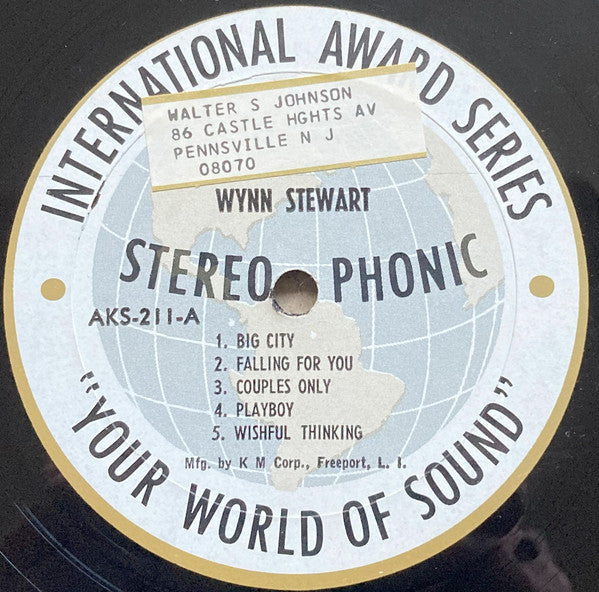 INTERNATIONAL AWARD SERIES
WALTER S JOHNSON
86 CASTLE HGHTS AV
PENNSVILLE N J
08070
WYNN STEWART
STEREO PHONIC
AKS-211-A
1. BIG CITY
2. FALLING FOR YOU
3. COUPLES ONLY
4. PLAYBOY
5. WISHFUL THINKING
Mfg. by K M Corp., Freeport, L. I.
"YOUR WORLD OF SOUND"